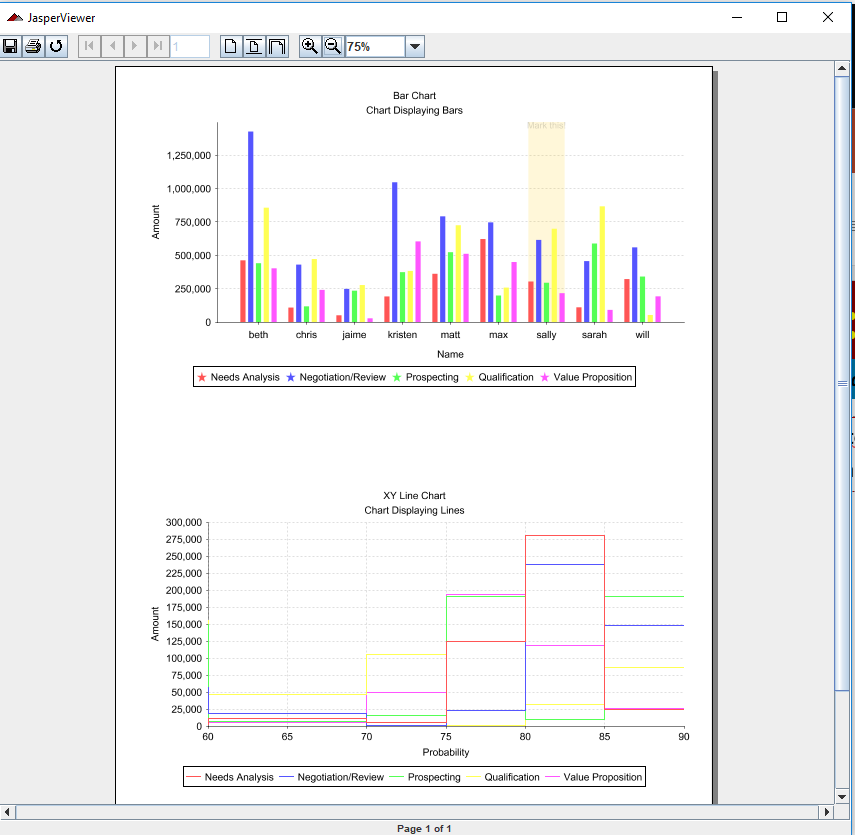 JasperViewer
1
75%
Bar Chart
Chart Displaying Bars
Mark this!
1,250,000
1,000,000
750,000
500,000
250,000
0
Amount
beth chris jaime kristen matt max sally sarah will
Name
Needs Analysis Negotiation/Review Prospecting Qualification Value Proposition
XY Line Chart
Chart Displaying Lines
300,000
275,000
250,000
225,000
200,000
175,000
150,000
125,000
100,000
75,000
50,000
25,000
0
Amount
60 65 70 75 80 85 90
Probability
Needs Analysis Negotiation/Review Prospecting Qualification Value Proposition
Page 1 of 1